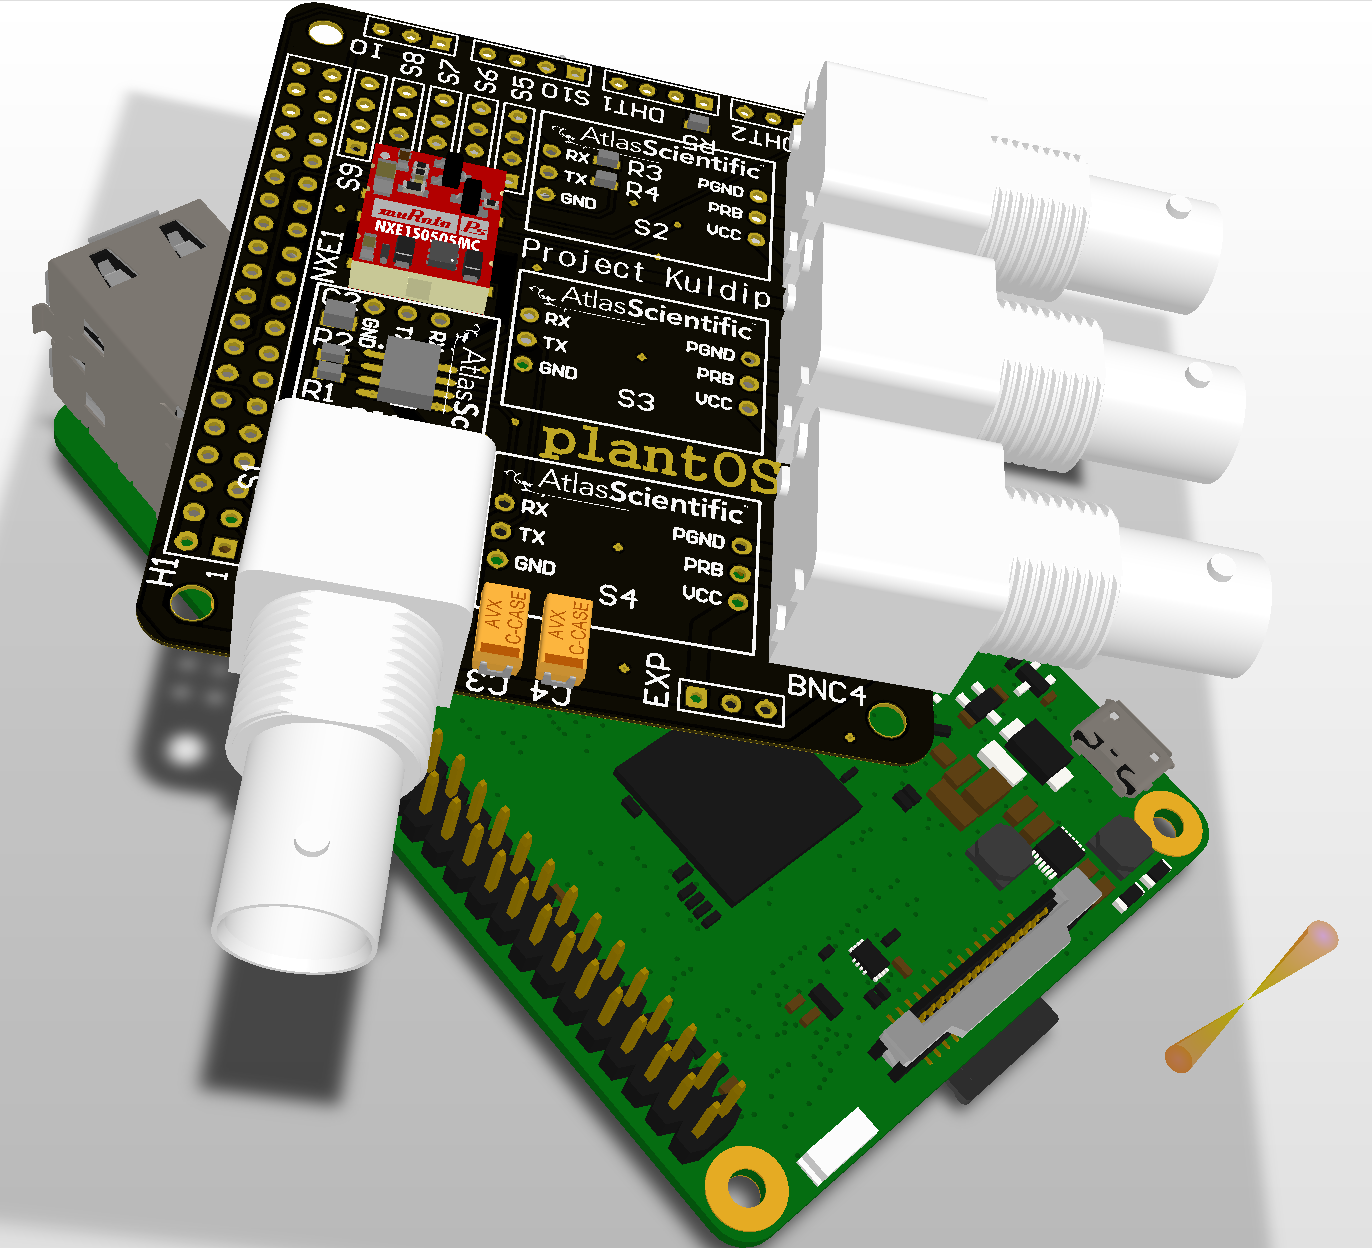 IO
S8
S7
S6
S5
S10
DHT1
DHT2
R5
S9
AtlasScientific
RX
TX
GND
R3
R4
PGND
PRB
VCC
S2
muRata Ps
NXE1S0505MC
NXE1
Project Kuldip
AtlasScientific
RX
TX
GND
PGND
PRB
VCC
S3
R2
R1
GND
S1
plantOS
AtlasScientific
RX
TX
GND
PGND
PRB
VCC
S4
AVX
C-CASE
AVX
C-CASE
C3
C4
EXP
BNC4
H1
1